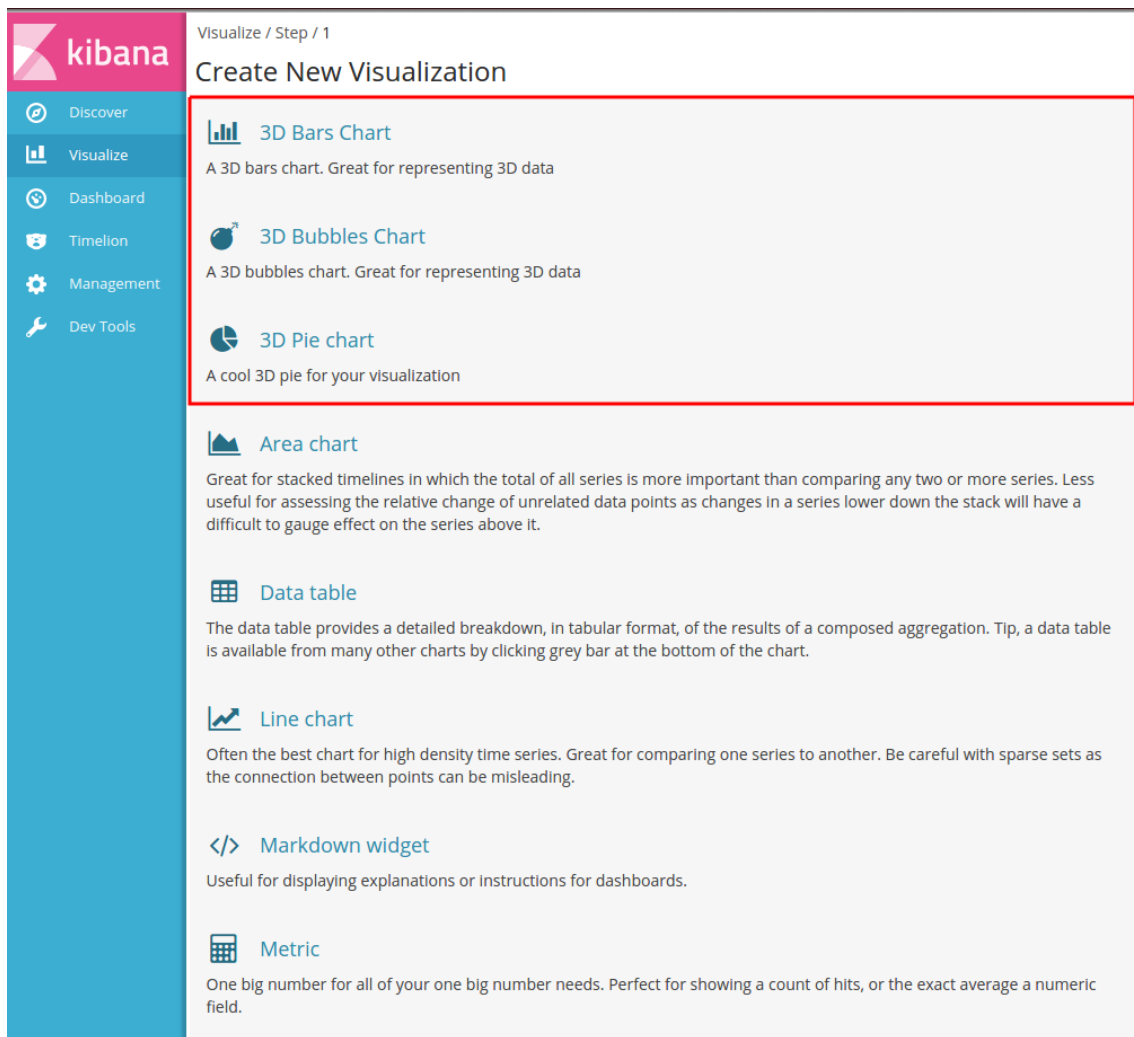 kibana
Discover
Visualize
Dashboard
Timelion
Management
Dev Tools
Visualize / Step / 1
Create New Visualization
3D Bars Chart
A 3D bars chart. Great for representing 3D data
3D Bubbles Chart
A 3D bubbles chart. Great for representing 3D data
3D Pie chart
A cool 3D pie for your visualization
Area chart
Great for stacked timelines in which the total of all series is more important than comparing any two or more series. Less
useful for assessing the relative change of unrelated data points as changes in a series lower down the stack will have a
difficult to gauge effect on the series above it.
Data table
The data table provides a detailed breakdown, in tabular format, of the results of a composed aggregation. Tip, a data table
is available from many other charts by clicking grey bar at the bottom of the chart.
Line chart
Often the best chart for high density time series. Great for comparing one series to another. Be careful with sparse sets as
the connection between points can be misleading.
Markdown widget
Useful for displaying explanations or instructions for dashboards.
Metric
One big number for all of your one big number needs. Perfect for showing a count of hits, or the exact average a numeric
field.